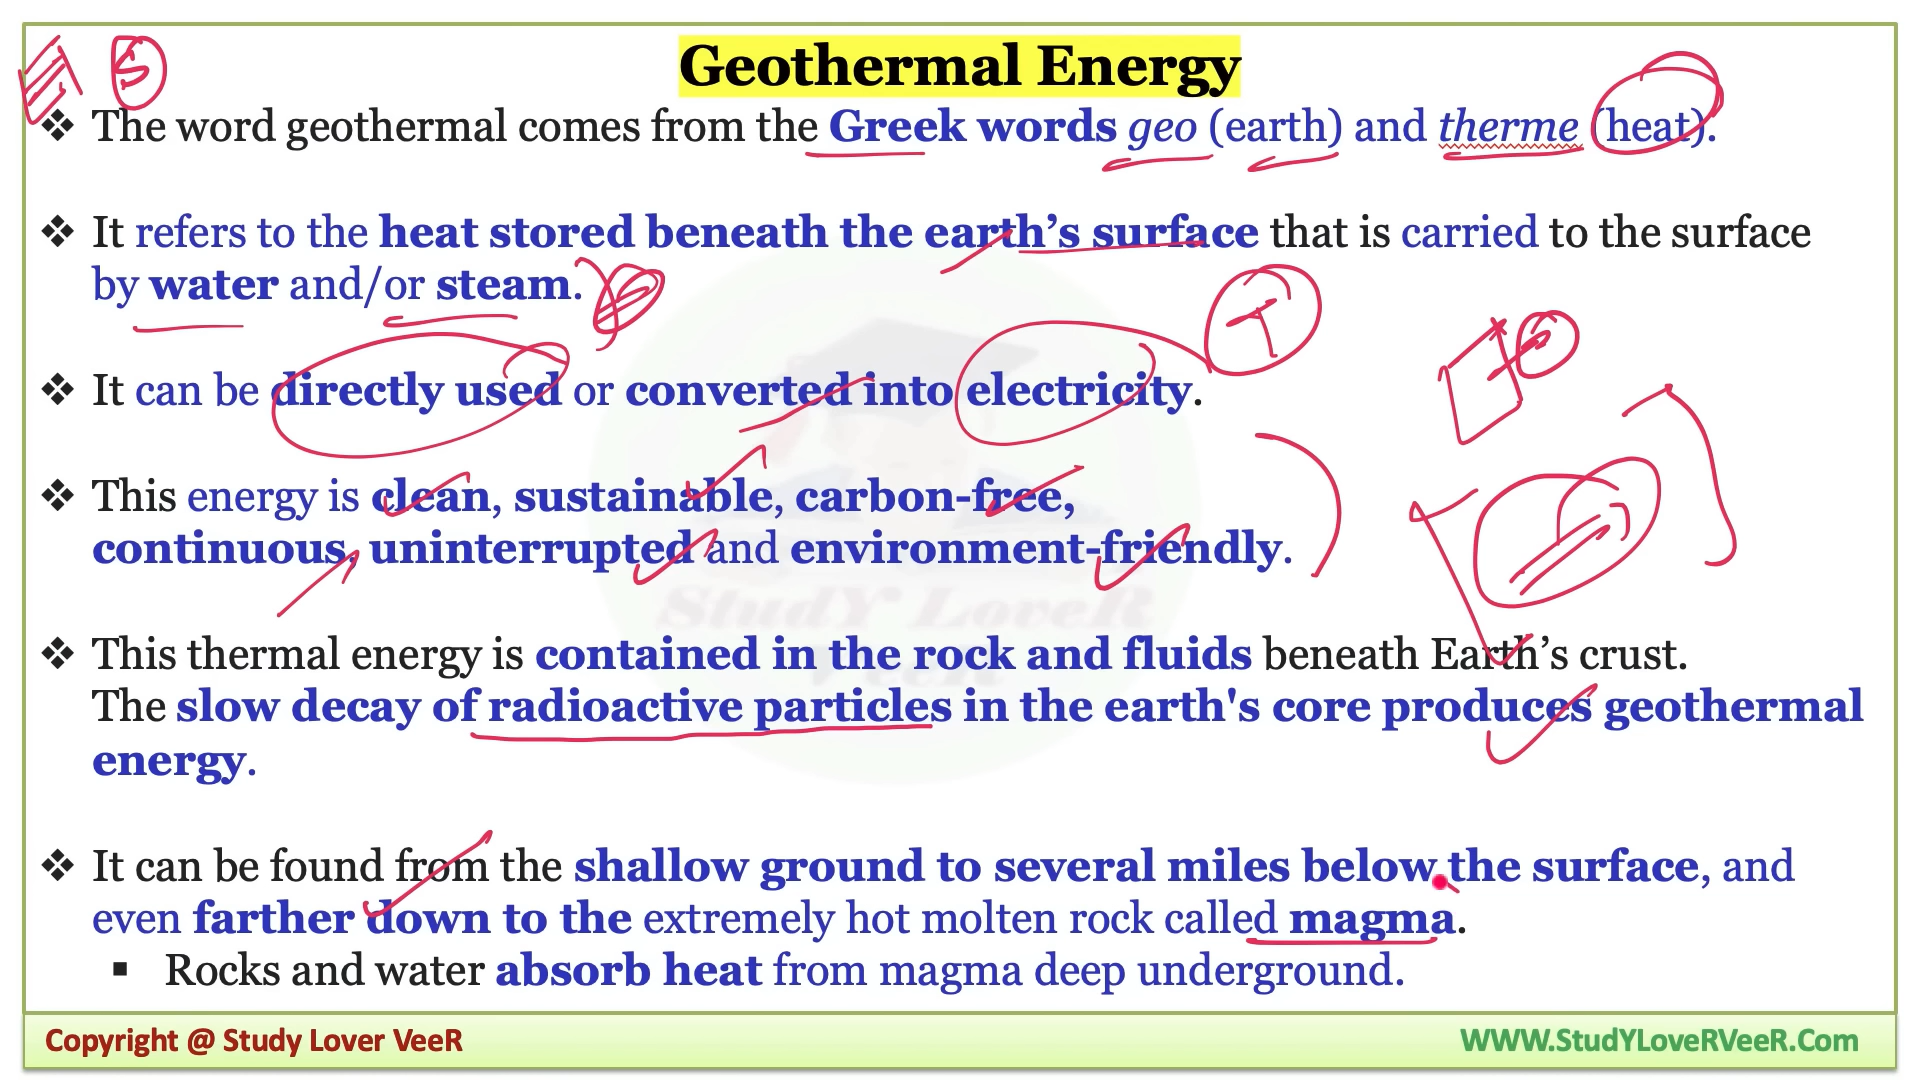 Geothermal Energy
❖ The word geothermal comes from the Greek words geo (earth) and therme (heat).
❖ It refers to the heat stored beneath the earth’s surface that is carried to the surface
by water and/or steam.
❖ It can be directly used or converted into electricity.
❖ This energy is clean, sustainable, carbon-free,
continuous, uninterrupted and environment-friendly.
StudY LoveR
VeeR
❖ This thermal energy is contained in the rock and fluids beneath Earth’s crust.
The slow decay of radioactive particles in the earth's core produces geothermal
energy.
❖ It can be found from the shallow ground to several miles below the surface, and
even farther down to the extremely hot molten rock called magma.
▪ Rocks and water absorb heat from magma deep underground.
Copyright @ Study Lover VeeR
WWW.StudYLoveRVeeR.Com